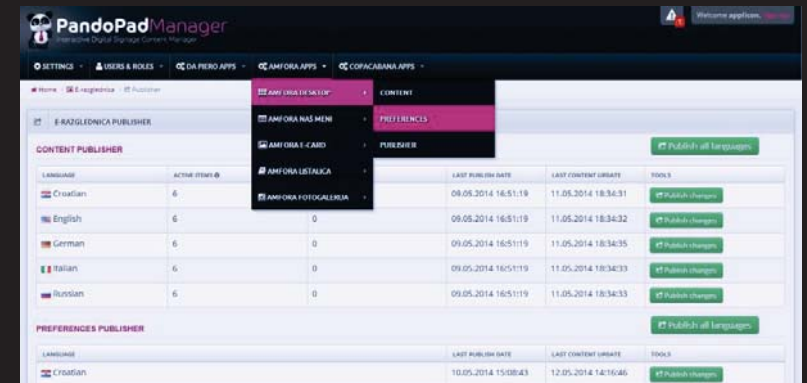 PandoPadManager
Interactive Digital Signage Content Manager
Welcome applicon.
SETTINGS USERS & ROLES DA PIERO APPS AMFORA APPS COPACABANA APPS
Home E-razglednica Publisher
AMFORA DESKTOP CONTENT
AMFORA NAŠ MENI PREFERENCES
AMFORA E-CARD PUBLISHER
AMFORA LISTALICA
AMFORA FOTOGALERIJA
E-RAZGLEDNICA PUBLISHER
CONTENT PUBLISHER Publish all languages
LANGUAGE ACTIVE ITEMS LAST PUBLISH DATE LAST CONTENT UPDATE TOOLS
Croatian 6 09.05.2014 16:51:19 11.05.2014 18:34:31 Publish changes
English 6 0 09.05.2014 16:51:19 11.05.2014 18:34:32 Publish changes
German 6 0 09.05.2014 16:51:19 11.05.2014 18:34:35 Publish changes
Italian 6 0 09.05.2014 16:51:19 11.05.2014 18:34:33 Publish changes
Russian 6 0 09.05.2014 16:51:19 11.05.2014 18:34:33 Publish changes
PREFERENCES PUBLISHER Publish all languages
LANGUAGE LAST PUBLISH DATE LAST CONTENT UPDATE TOOLS
Croatian 10.05.2014 15:08:43 12.05.2014 14:16:46 Publish changes